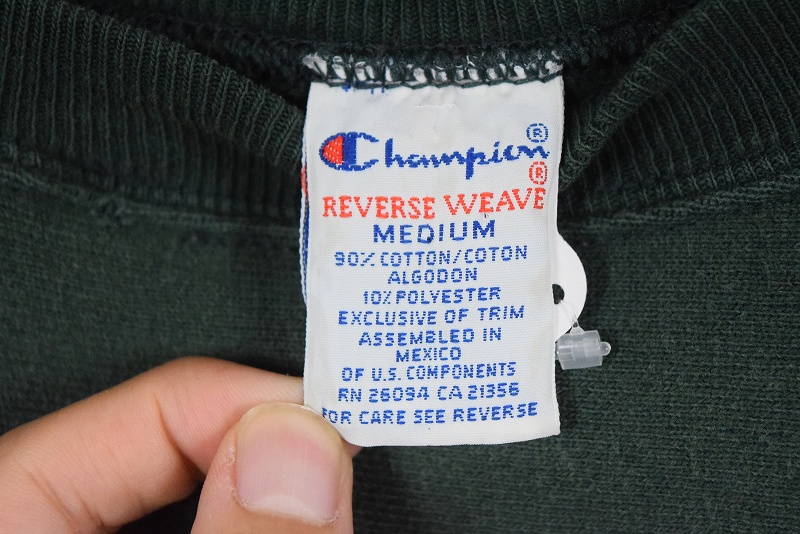 Champion®
®
REVERSE WEAVE
MEDIUM
90% COTTON/COTON
ALGODON
10% POLYESTER
EXCLUSIVE OF TRIM
ASSEMBLED IN
MEXICO
OF U.S. COMPONENTS
RN 26094 CA 21356
FOR CARE SEE REVERSE